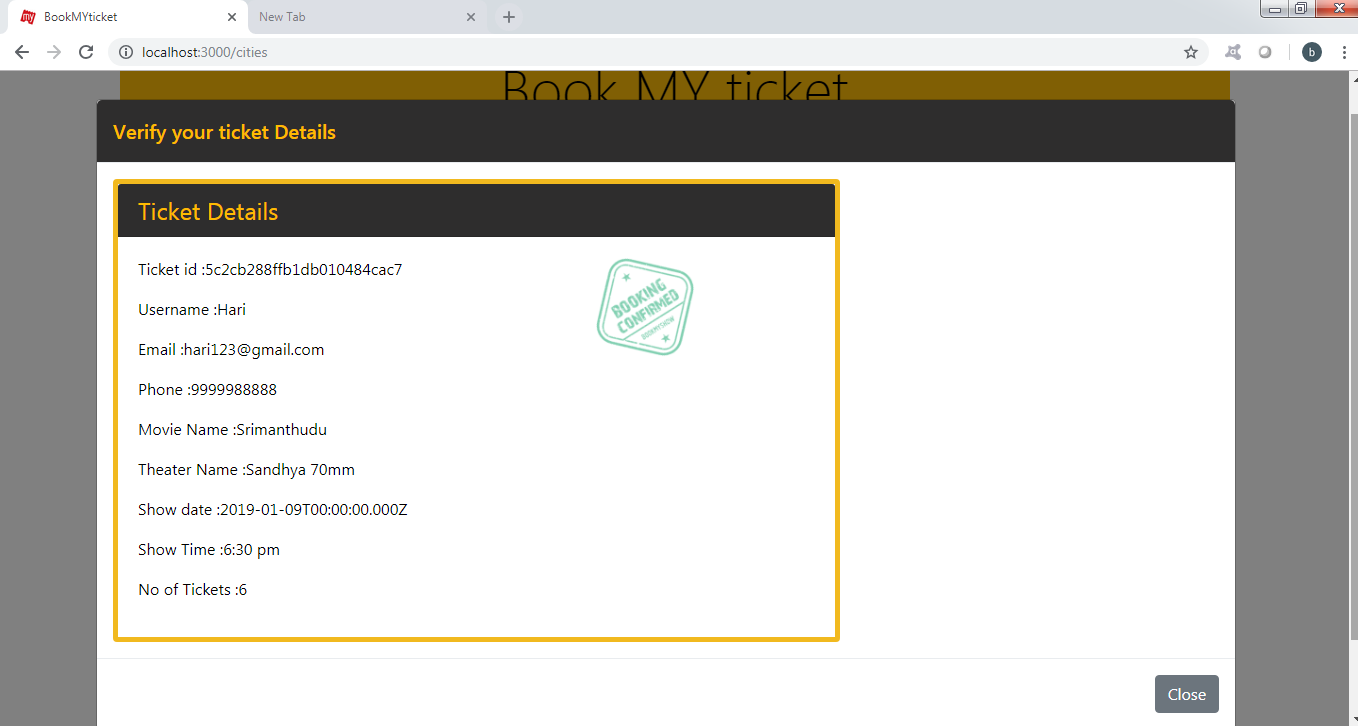 my BookMYticket
New Tab
localhost:3000/cities
b
Book MY ticket
Verify your ticket Details
Ticket Details
Ticket id :5c2cb288ffb1db010484cac7
BOOKING
CONFIRMED
BOOKMYSHOW
Username :Hari
Email :hari123@gmail.com
Phone :9999988888
Movie Name :Srimanthudu
Theater Name :Sandhya 70mm
Show date :2019-01-09T00:00:00.000Z
Show Time :6:30 pm
No of Tickets :6
Close